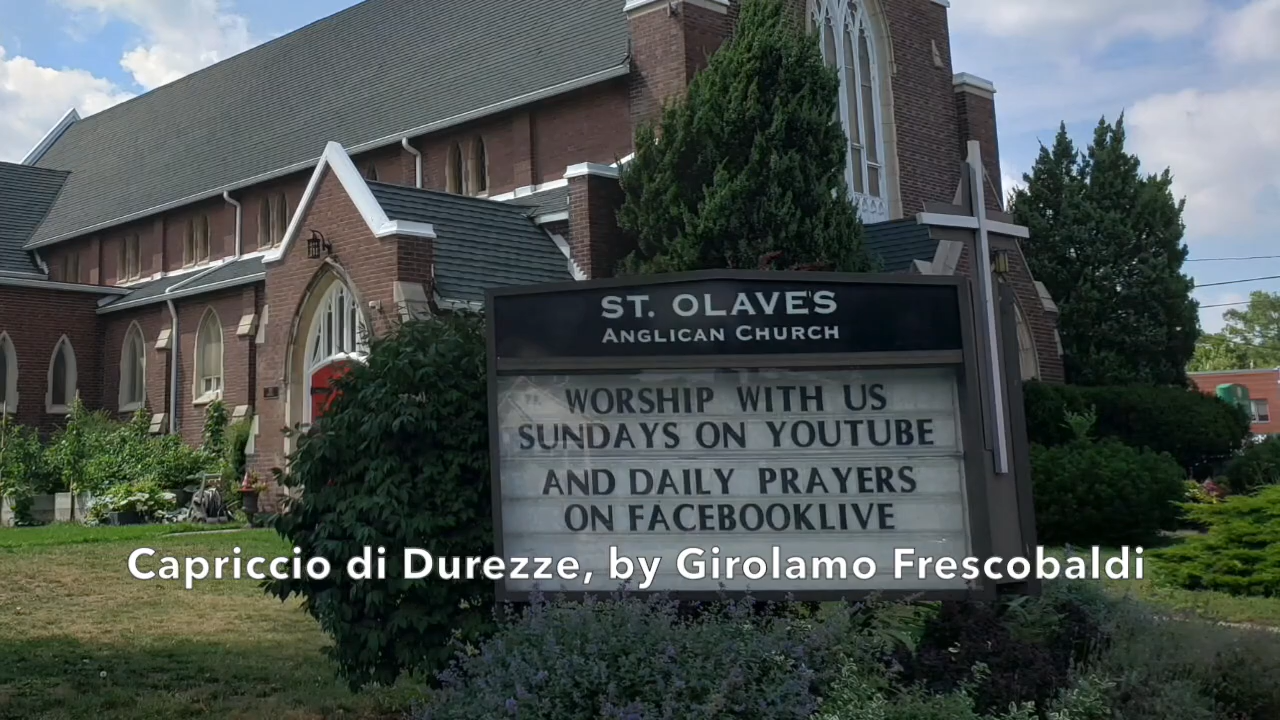 ST. OLAVE'S
ANGLICAN CHURCH
WORSHIP WITH US
SUNDAYS ON YOUTUBE
AND DAILY PRAYERS
ON FACEBOOKLIVE
Capriccio di Durezze, by Girolamo Frescobaldi